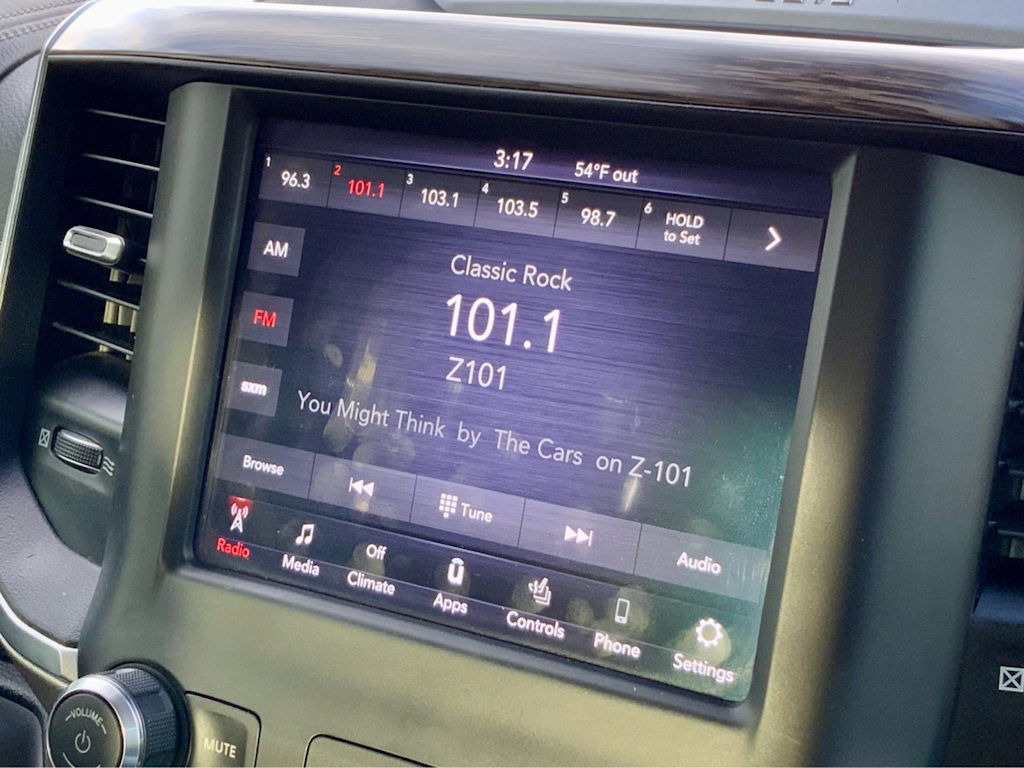 3:17 54°F out
1 96.3 2 101.1 3 103.1 4 103.5 5 98.7 6 HOLD to Set
AM
Classic Rock
FM
101.1
Z101
sxm
You Might Think by The Cars on Z-101
Browse Tune Audio
Radio Media Off Climate Apps Controls Phone Settings
VOLUME
MUTE